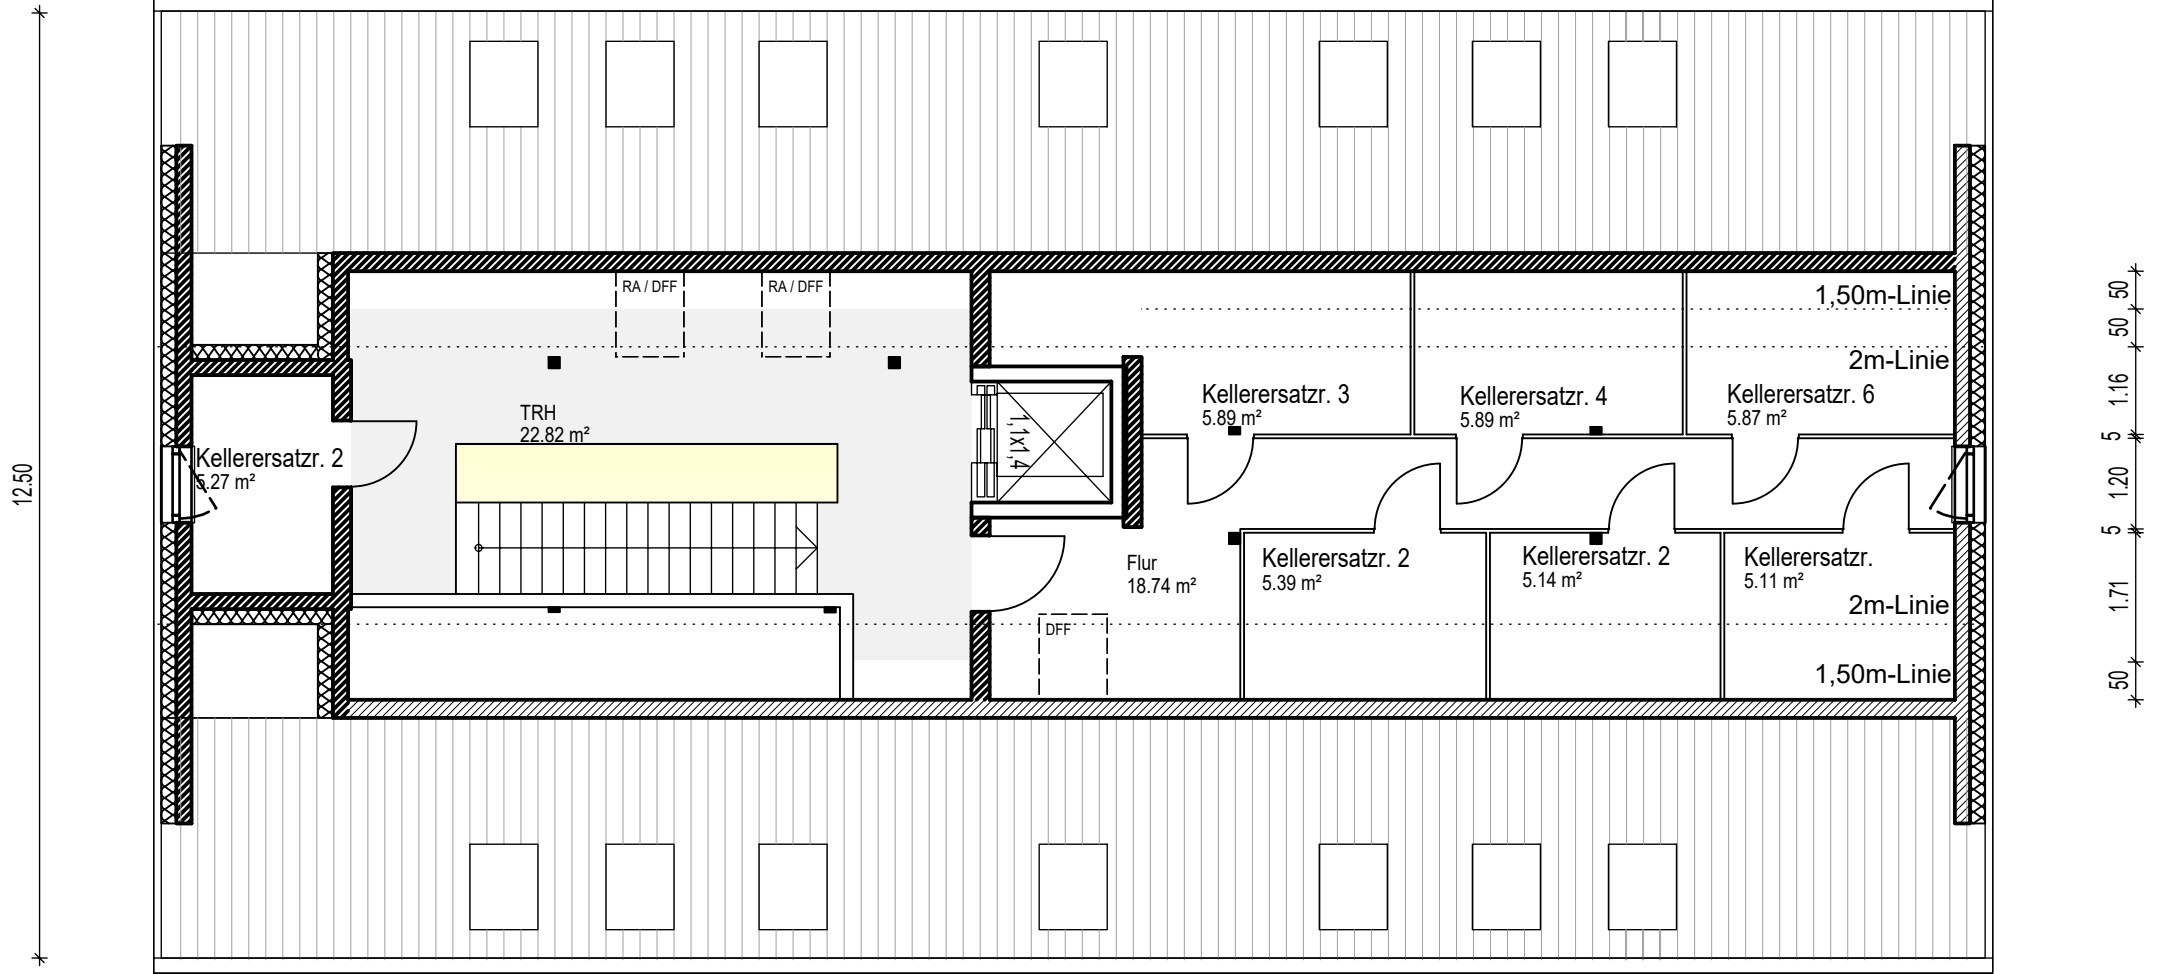 RA / DFF
RA / DFF
1,50m-Linie
2m-Linie
Kellerersatzr. 3
5.89 m²
Kellerersatzr. 4
5.89 m²
Kellerersatzr. 6
5.87 m²
TRH
22.82 m²
1,1x1,4
Kellerersatzr. 2
5.27 m²
Flur
18.74 m²
Kellerersatzr. 2
5.39 m²
Kellerersatzr. 2
5.14 m²
Kellerersatzr.
5.11 m²
2m-Linie
DFF
1,50m-Linie
12.50
50
50
1.16
5
1.20
5
1.71
50